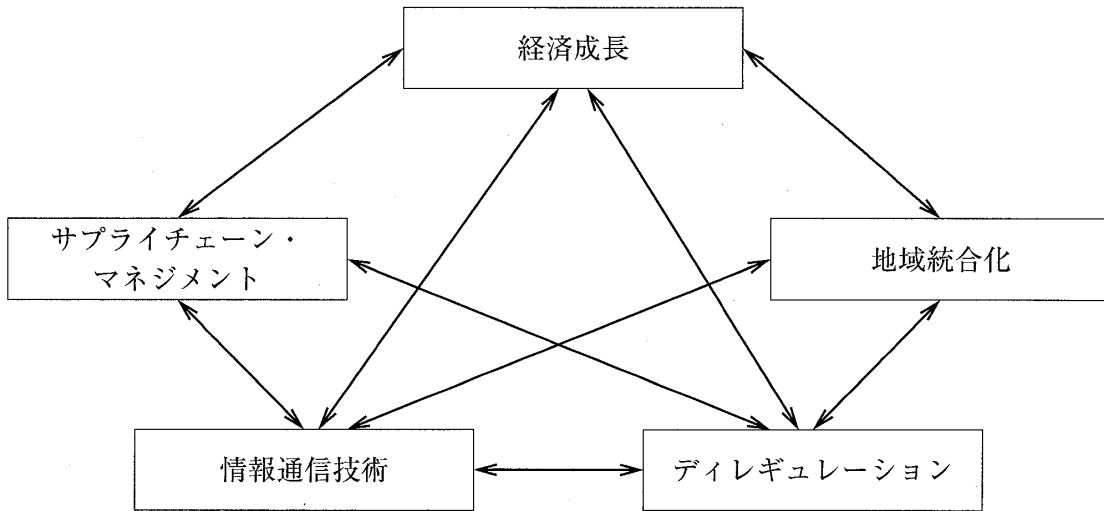 経済成長
サプライチェーン・
マネジメント
地域統合化
情報通信技術
ディレギュレーション